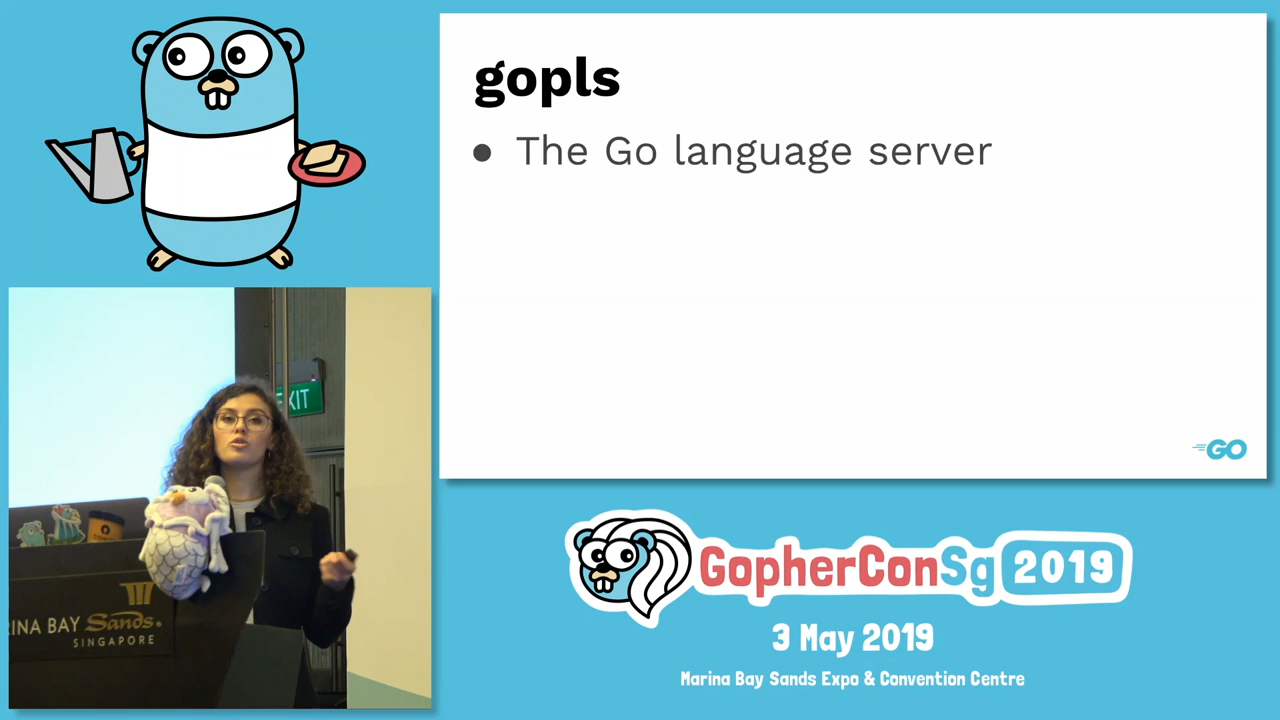 gopls
● The Go language server
GO
EXIT
RINA BAY Sands®
SINGAPORE
GopherConSg 2019
3 May 2019
Marina Bay Sands Expo & Convention Centre